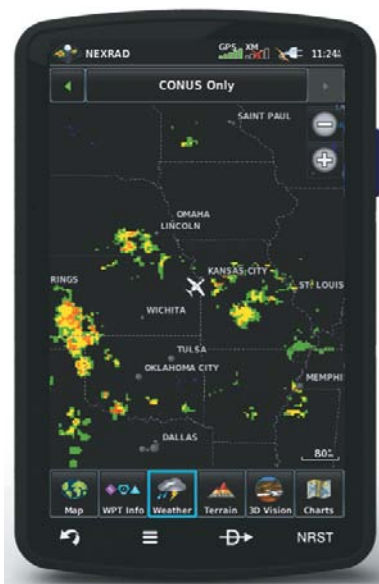 NEXRAD GPS XM 11:24
CONUS Only
SAINT PAUL
OMAHA
LINCOLN
KANSAS CITY
RINGS
ST. LOUIS
WICHITA
TULSA
OKLAHOMA CITY
MEMPHI
DALLAS
80
Map WPT Info Weather Terrain 3D Vision Charts
NRST